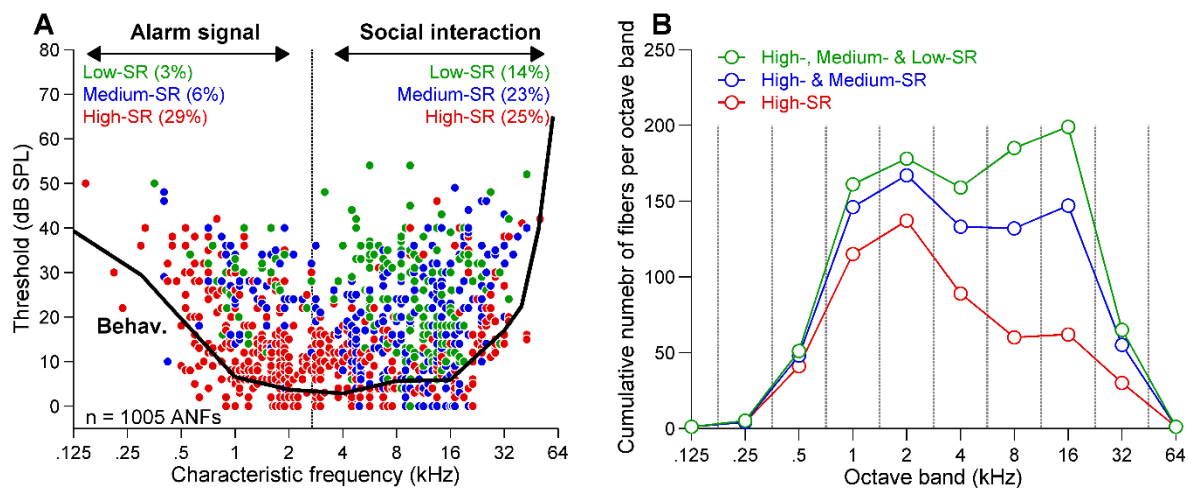 A
Alarm signal
Social interaction
Low-SR (3%)
Medium-SR (6%)
High-SR (29%)
Low-SR (14%)
Medium-SR (23%)
High-SR (25%)
Threshold (dB SPL)
80
70
60
50
40
30
20
10
0
Behav.
n = 1005 ANFs
.125 .25 .5 1 2 4 8 16 32 64
Characteristic frequency (kHz)
B
High-, Medium- & Low-SR
High- & Medium-SR
High-SR
Cumulative numebr of fibers per octave band
250
200
150
100
50
0
.125 .25 .5 1 2 4 8 16 32 64
Octave band (kHz)